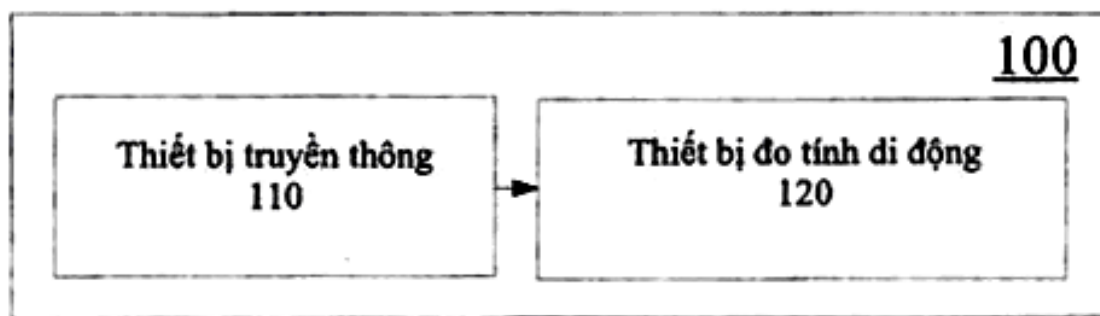 100
Thiết bị truyền thông
110
Thiết bị đo tính di động
120